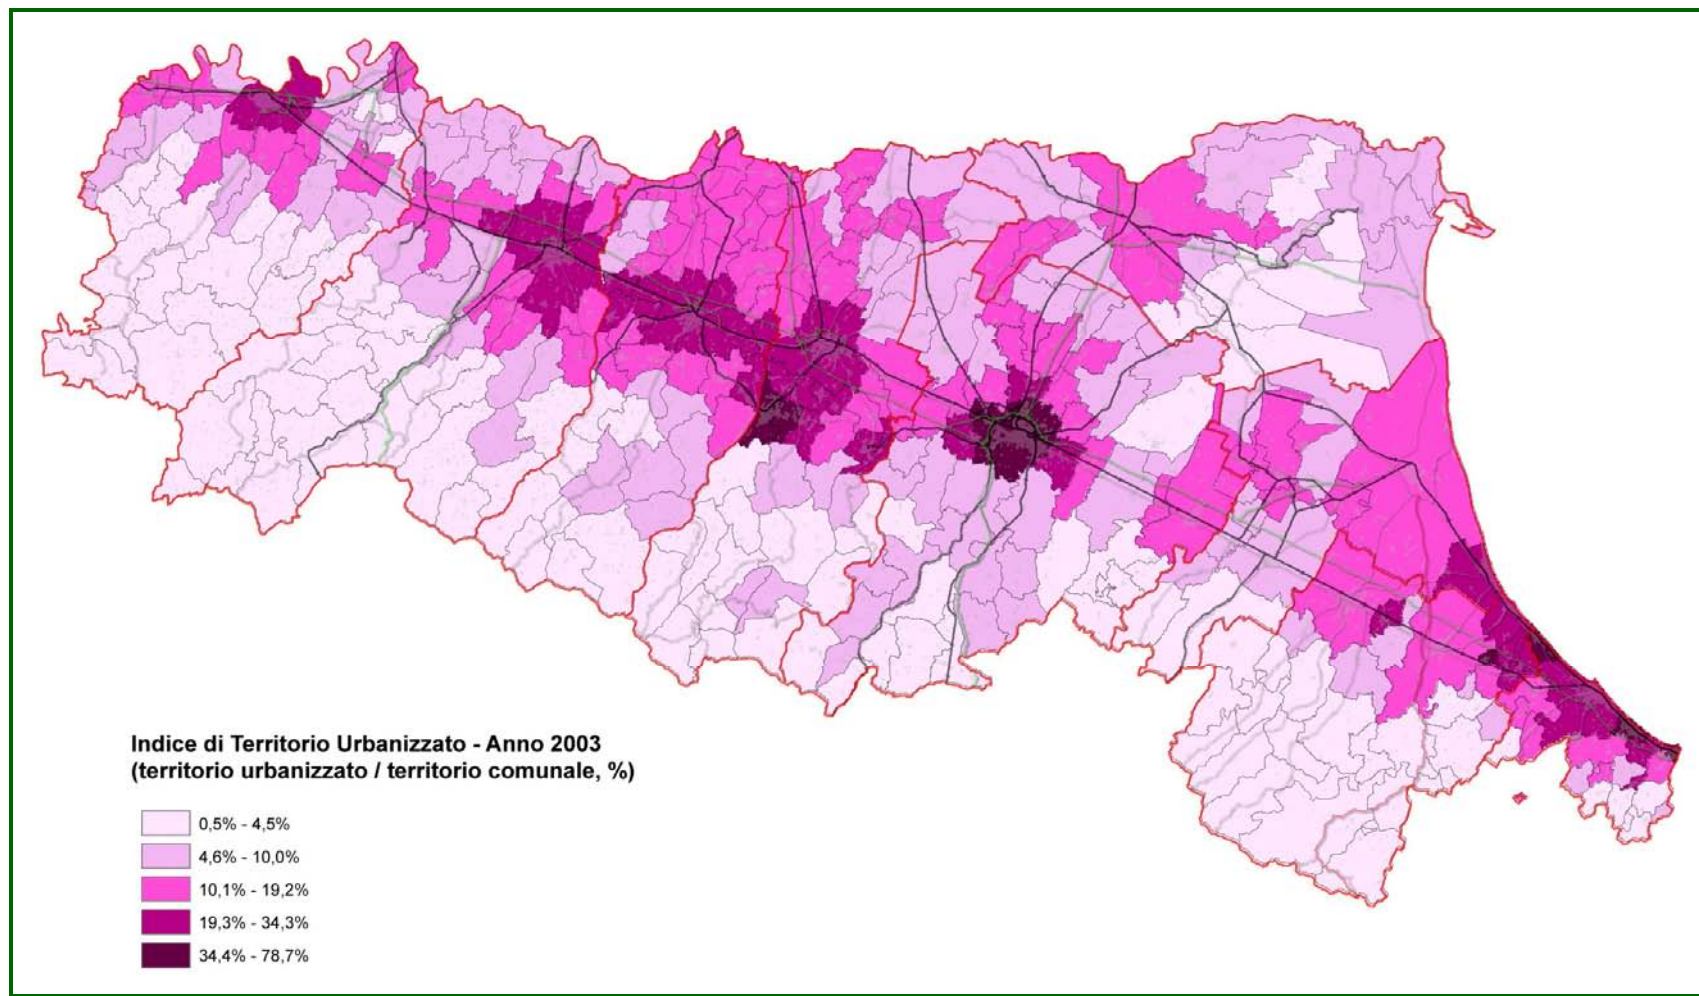 Indice di Territorio Urbanizzato - Anno 2003
(territorio urbanizzato / territorio comunale, %)
0,5% - 4,5%
4,6% - 10,0%
10,1% - 19,2%
19,3% - 34,3%
34,4% - 78,7%